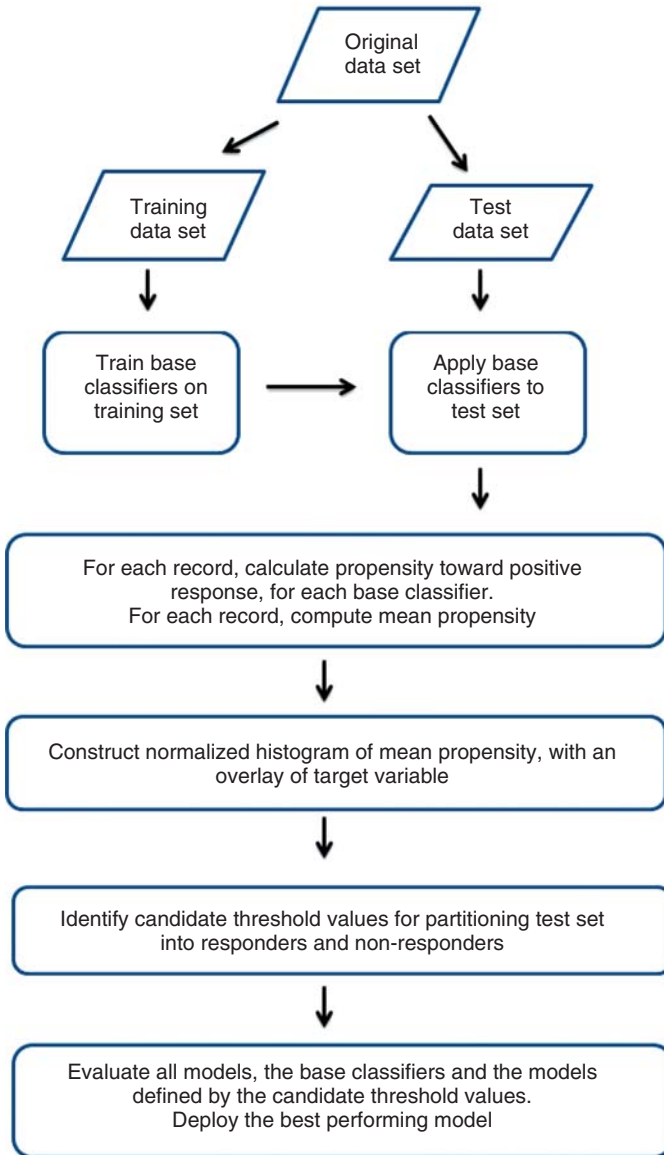 Original
data set
Training
data set
Test
data set
Train base
classifiers on
training set
Apply base
classifiers to
test set
For each record, calculate propensity toward positive
response, for each base classifier.
For each record, compute mean propensity
Construct normalized histogram of mean propensity, with an
overlay of target variable
Identify candidate threshold values for partitioning test set
into responders and non-responders
Evaluate all models, the base classifiers and the models
defined by the candidate threshold values.
Deploy the best performing model